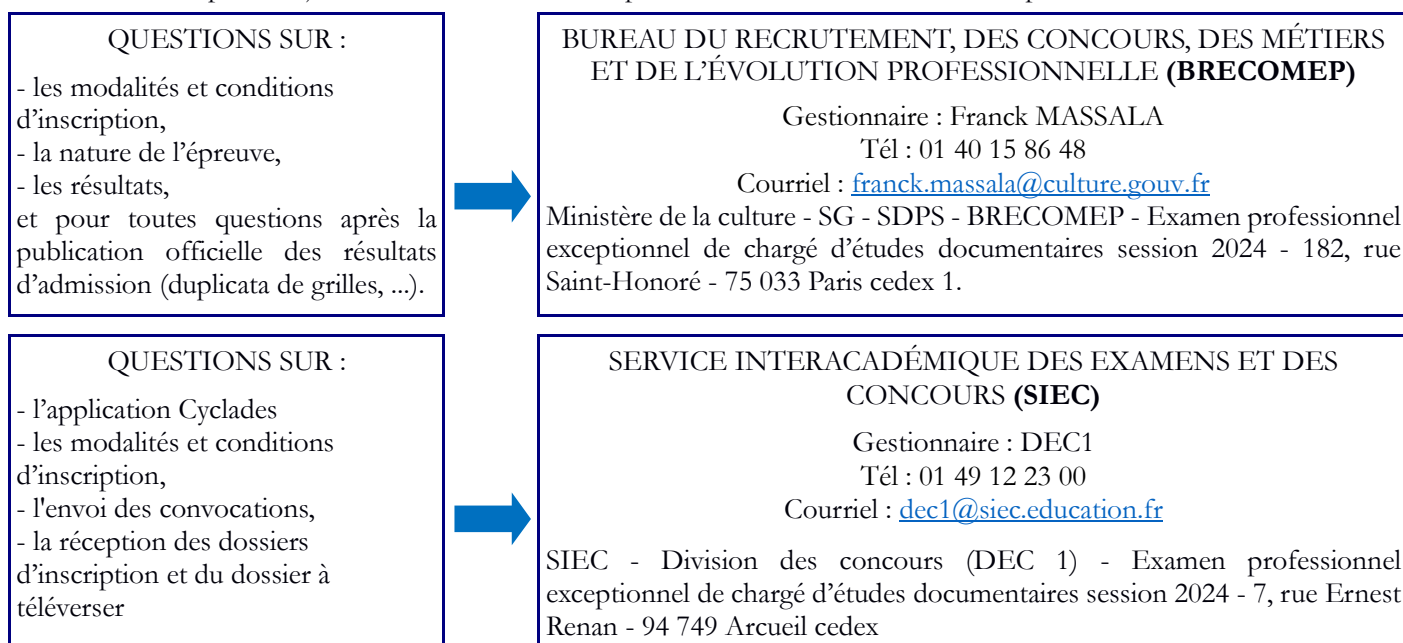 QUESTIONS SUR :
- les modalités et conditions
d’inscription,
- la nature de l’épreuve,
- les résultats,
et pour toutes questions après la
publication officielle des résultats
d’admission (duplicata de grilles, ...).
BUREAU DU RECRUTEMENT, DES CONCOURS, DES MÉTIERS
ET DE L’ÉVOLUTION PROFESSIONNELLE (BRECOMEP)
Gestionnaire : Franck MASSALA
Tél : 01 40 15 86 48
Courriel : franck.massala@culture.gouv.fr
Ministère de la culture - SG - SDPS - BRECOMEP - Examen professionnel
exceptionnel de chargé d’études documentaires session 2024 - 182, rue
Saint-Honoré - 75 033 Paris cedex 1.
QUESTIONS SUR :
- l’application Cyclades
- les modalités et conditions
d’inscription,
- l'envoi des convocations,
- la réception des dossiers
d’inscription et du dossier à
téléverser
SERVICE INTERACADÉMIQUE DES EXAMENS ET DES
CONCOURS (SIEC)
Gestionnaire : DEC1
Tél : 01 49 12 23 00
Courriel : dec1@siec.education.fr
SIEC - Division des concours (DEC 1) - Examen professionnel
exceptionnel de chargé d’études documentaires session 2024 - 7, rue Ernest
Renan - 94 749 Arcueil cedex